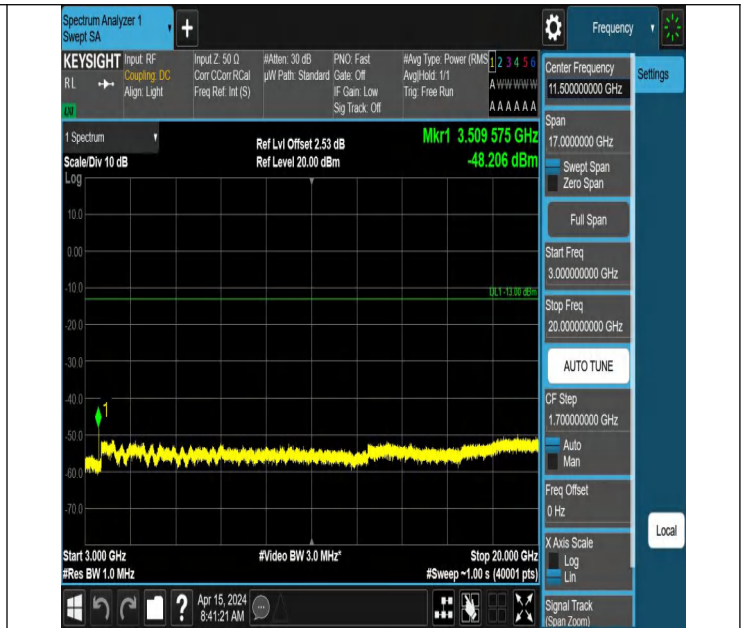 Spectrum Analyzer 1
Swept SA
+
Frequency
KEYSIGHT
RL
Input: RF
Coupling: DC
Align: Light
Input Z: 50 Ω
Corr CCorr RCal
Freq Ref: Int (S)
#Atten: 30 dB
µW Path: Standard
PNO: Fast
Gate: Off
IF Gain: Low
Sig Track: Off
#Avg Type: Power (RMS)
Avg|Hold: 1/1
Trig: Free Run
1 2 3 4 5 6
A W W W W W
A A A A A A
1 Spectrum
Scale/Div 10 dB
Log
Ref Lvl Offset 2.53 dB
Ref Level 20.00 dBm
Mkr1 3.509 575 GHz
-48.206 dBm
10.0
0.00
-10.0
DL1 -13.00 dBm
-20.0
-30.0
-40.0
1
-50.0
-60.0
-70.0
Start 3.000 GHz
#Res BW 1.0 MHz
#Video BW 3.0 MHz*
Stop 20.000 GHz
#Sweep ~1.00 s (40001 pts)
?
Apr 15, 2024
8:41:21 AM
Center Frequency
11.500000000 GHz
Settings
Span
17.0000000 GHz
Swept Span
Zero Span
Full Span
Start Freq
3.000000000 GHz
Stop Freq
20.000000000 GHz
AUTO TUNE
CF Step
1.700000000 GHz
Auto
Man
Freq Offset
0 Hz
X Axis Scale
Log
Lin
Local
Signal Track
(Span Zoom)